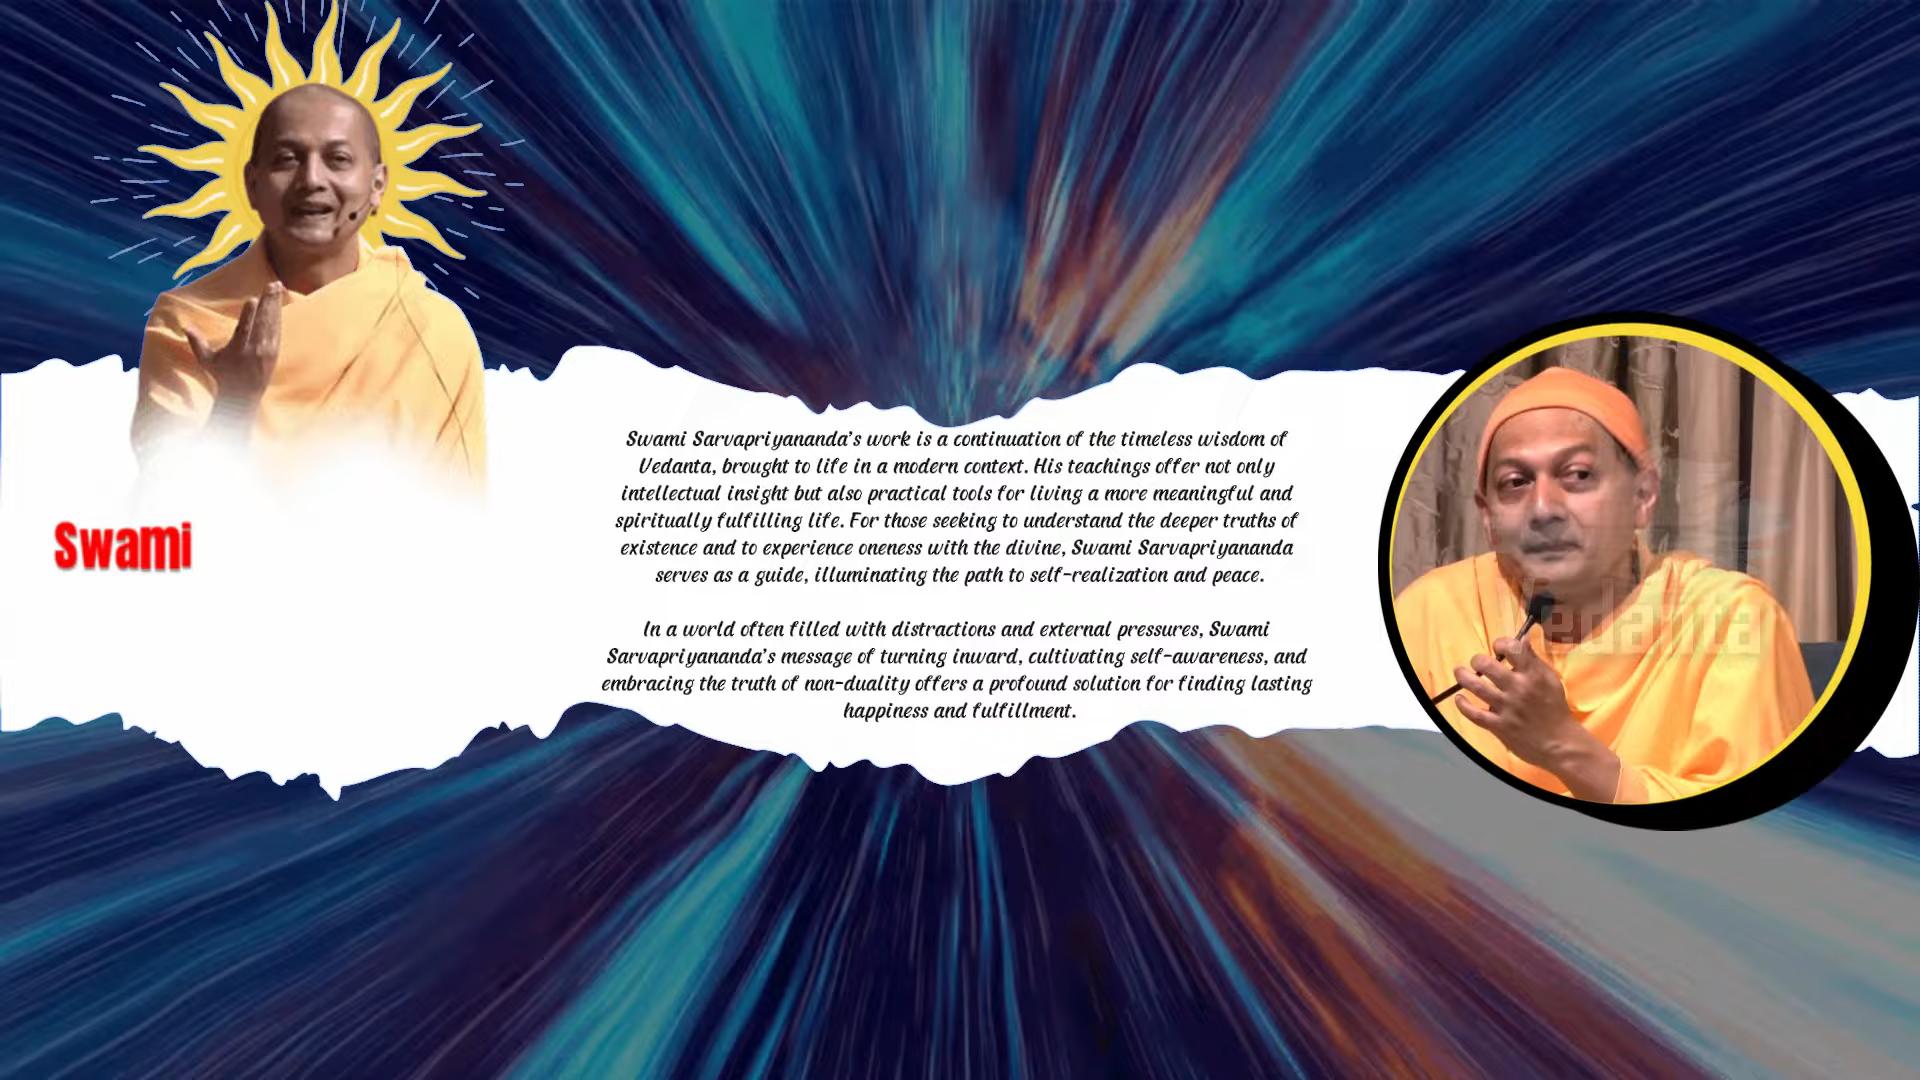 Swami Sarvapriyananda's work is a continuation of the timeless wisdom of
Vedanta, brought to life in a modern context. His teachings offer not only
intellectual insight but also practical tools for living a more meaningful and
spiritually fulfilling life. For those seeking to understand the deeper truths of
existence and to experience oneness with the divine, Swami Sarvapriyananda
serves as a guide, illuminating the path to self-realization and peace.
In a world often filled with distractions and external pressures, Swami
Sarvapriyananda's message of turning inward, cultivating self-awareness, and
embracing the truth of non-duality offers a profound solution for finding lasting
happiness and fulfillment.
Swami
Vedanta